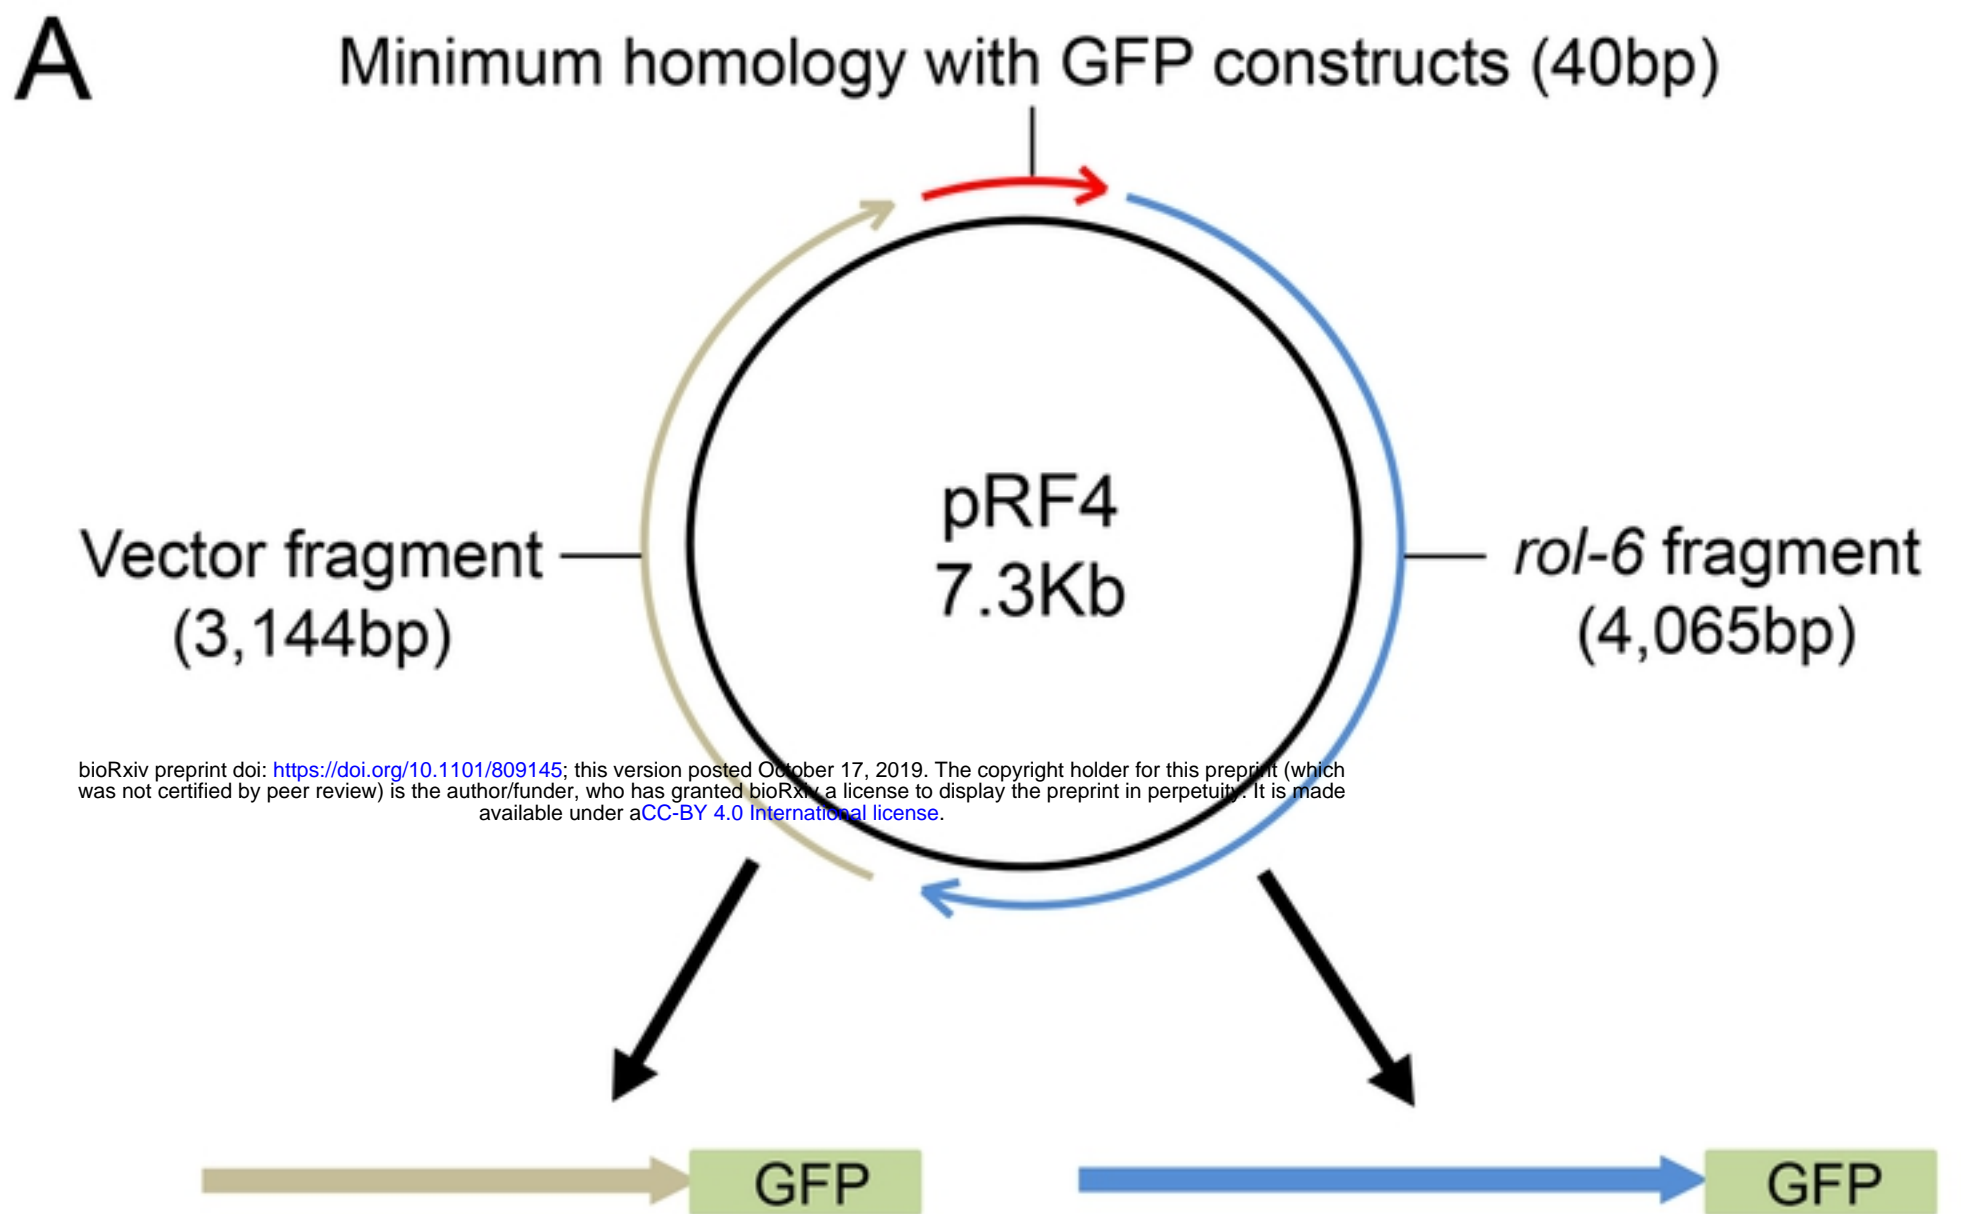 A
Minimum homology with GFP constructs (40bp)
pRF4
7.3Kb
Vector fragment
(3,144bp)
rol-6 fragment
(4,065bp)
bioRxiv preprint doi: https://doi.org/10.1101/809145; this version posted October 17, 2019. The copyright holder for this preprint (which
was not certified by peer review) is the author/funder, who has granted bioRxiv a license to display the preprint in perpetuity. It is made
available under aCC-BY 4.0 International license.
GFP
GFP